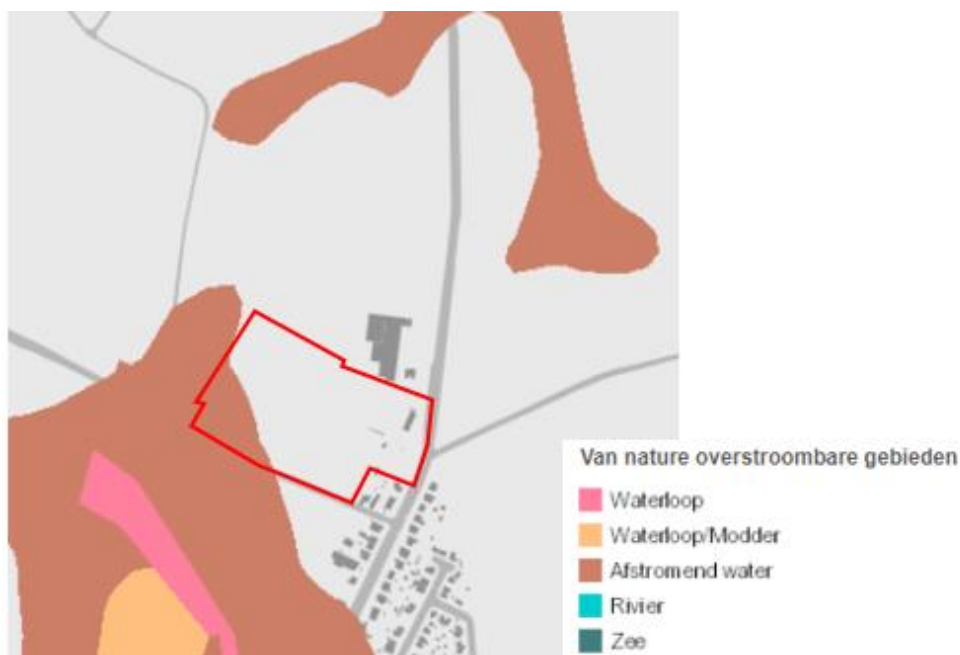 Van nature overstroombare gebieden
Waterloop
Waterloop/Modder
Afstromend water
Rivier
Zee